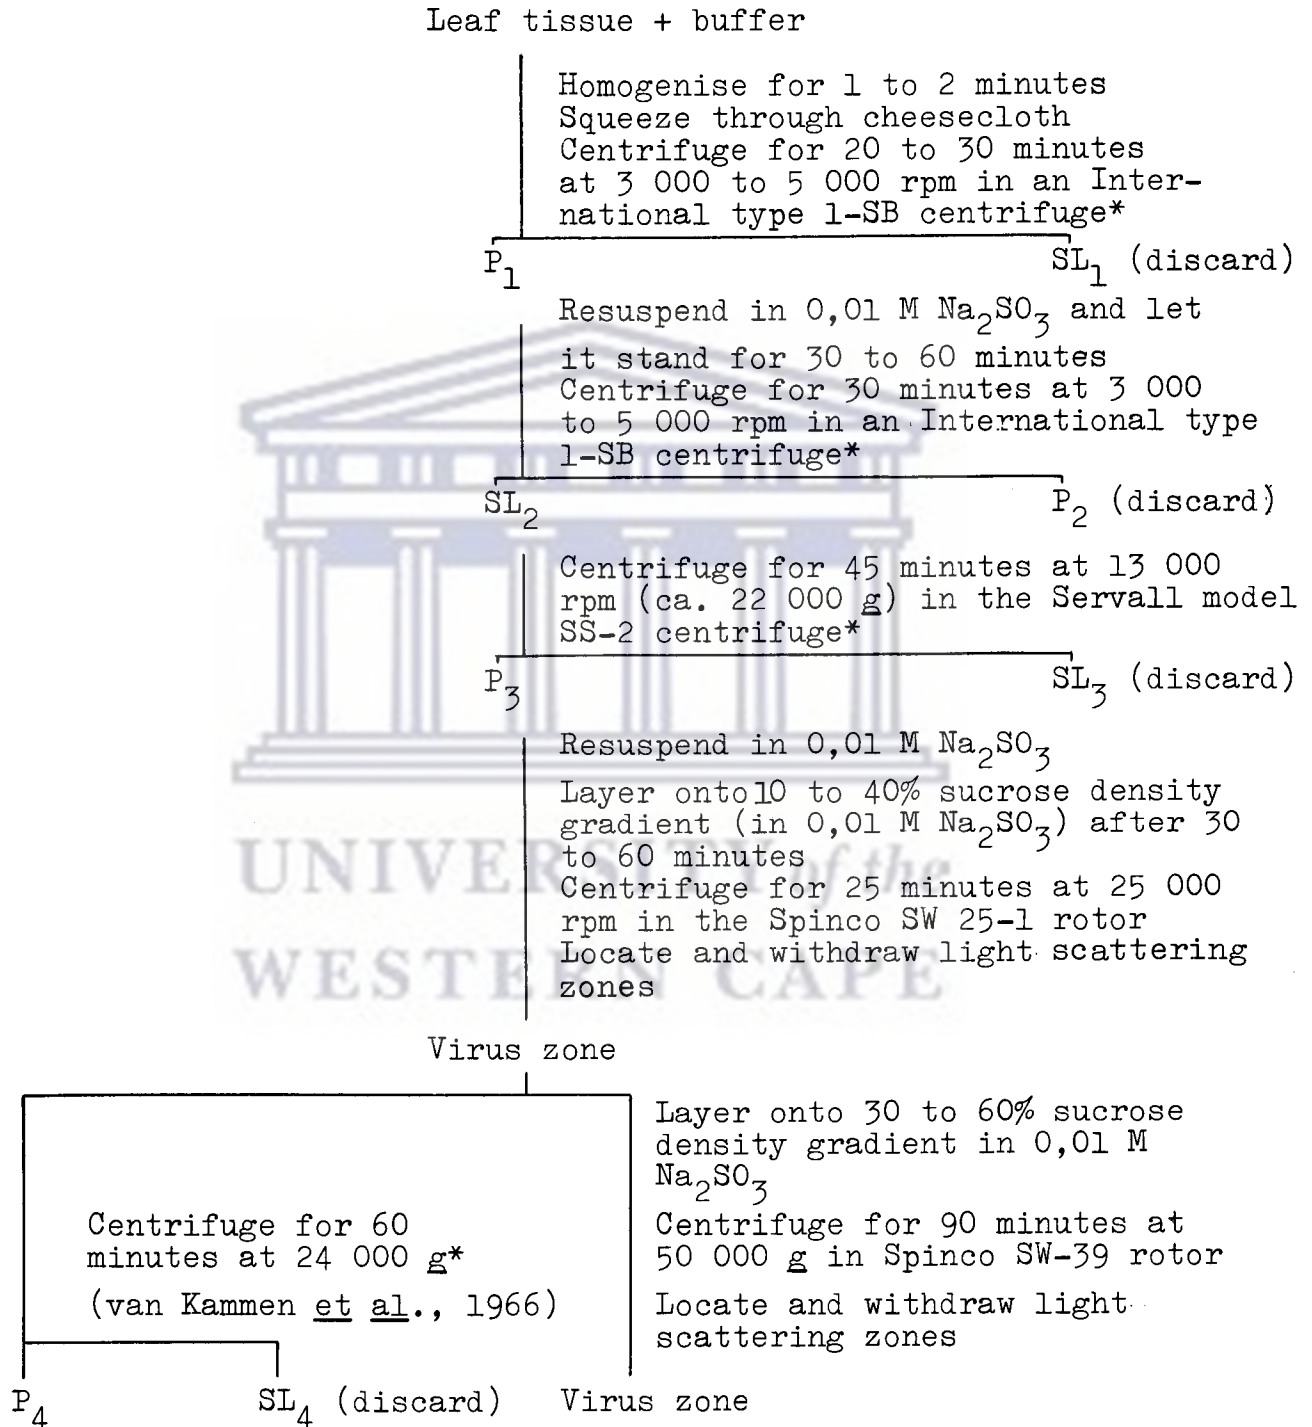 Leaf tissue + buffer
Homogenise for 1 to 2 minutes
Squeeze through cheesecloth
Centrifuge for 20 to 30 minutes
at 3 000 to 5 000 rpm in an Inter-
national type 1-SB centrifuge*
P₁ SL₁ (discard)
Resuspend in 0,01 M Na₂SO₃ and let
it stand for 30 to 60 minutes
Centrifuge for 30 minutes at 3 000
to 5 000 rpm in an International type
1-SB centrifuge*
SL₂ P₂ (discard)
Centrifuge for 45 minutes at 13 000
rpm (ca. 22 000 g) in the Servall model
SS-2 centrifuge*
P₃ SL₃ (discard)
Resuspend in 0,01 M Na₂SO₃
Layer onto 10 to 40% sucrose density
gradient (in 0,01 M Na₂SO₃) after 30
to 60 minutes
Centrifuge for 25 minutes at 25 000
rpm in the Spinco SW 25-1 rotor
Locate and withdraw light scattering
zones
UNIVERSITY of the
WESTERN CAPE
Virus zone
Layer onto 30 to 60% sucrose
density gradient in 0,01 M
Na₂SO₃
Centrifuge for 90 minutes at
50 000 g in Spinco SW-39 rotor
Locate and withdraw light
scattering zones
Centrifuge for 60
minutes at 24 000 g*
(van Kammen et al., 1966)
P₄ SL₄ (discard) Virus zone